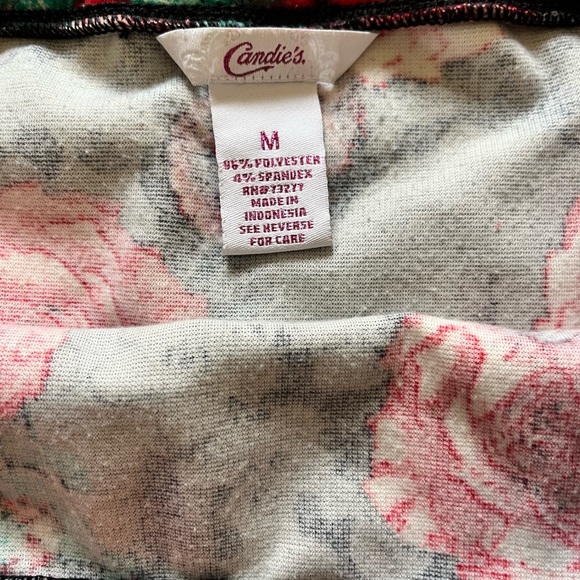 Candie's.
M
96% POLYESTER
4% SPANDEX
RN#73277
MADE IN
INDONESIA
SEE REVERSE
FOR CARE